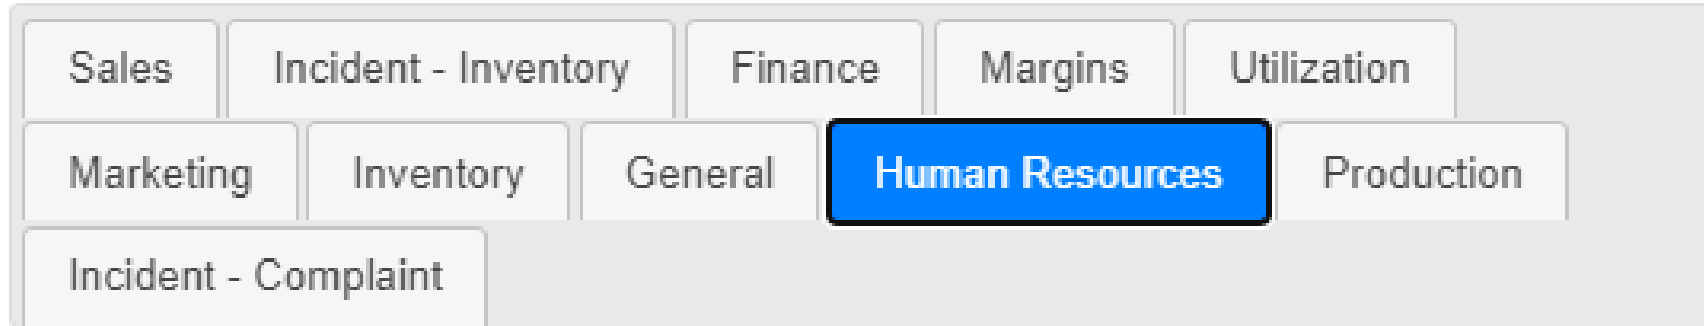 Sales Incident - Inventory Finance Margins Utilization
Marketing Inventory General Human Resources Production
Incident - Complaint